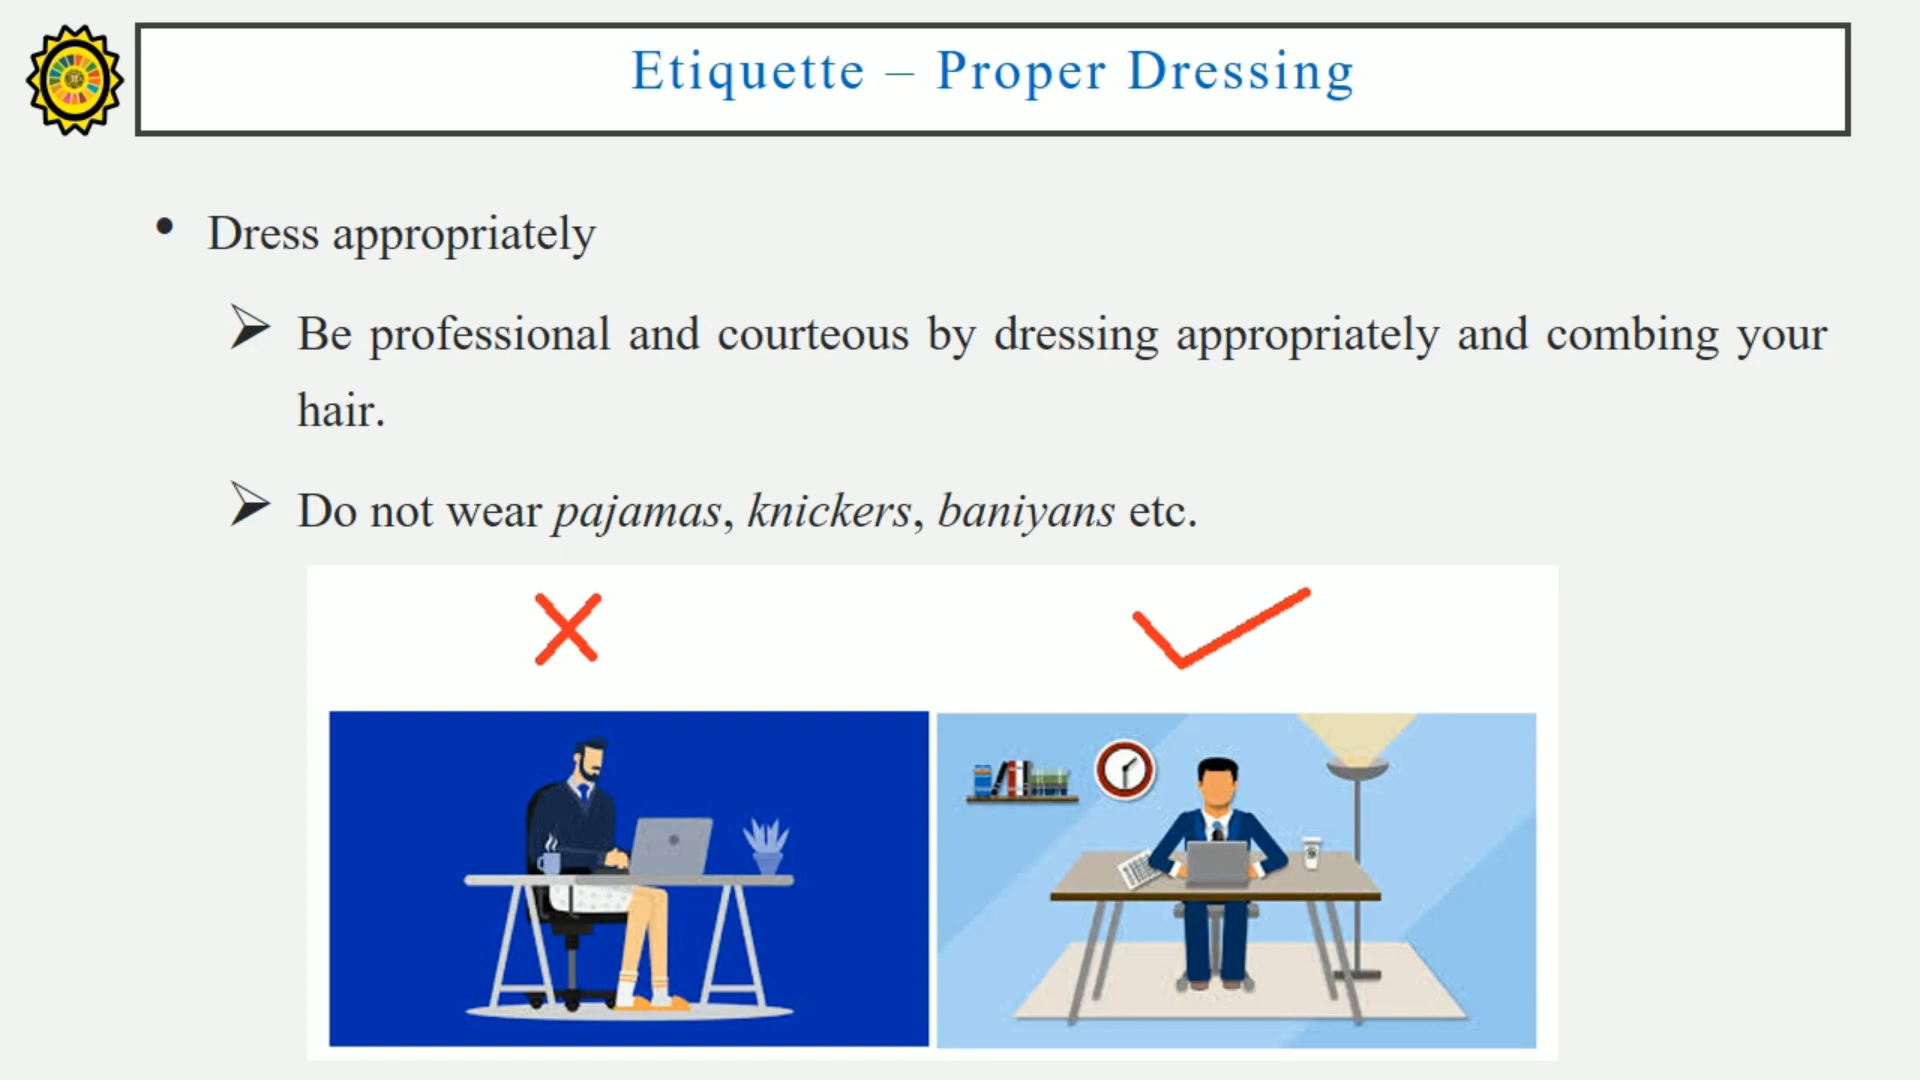 Etiquette – Proper Dressing
• Dress appropriately
➢ Be professional and courteous by dressing appropriately and combing your
hair.
➢ Do not wear pajamas, knickers, baniyans etc.